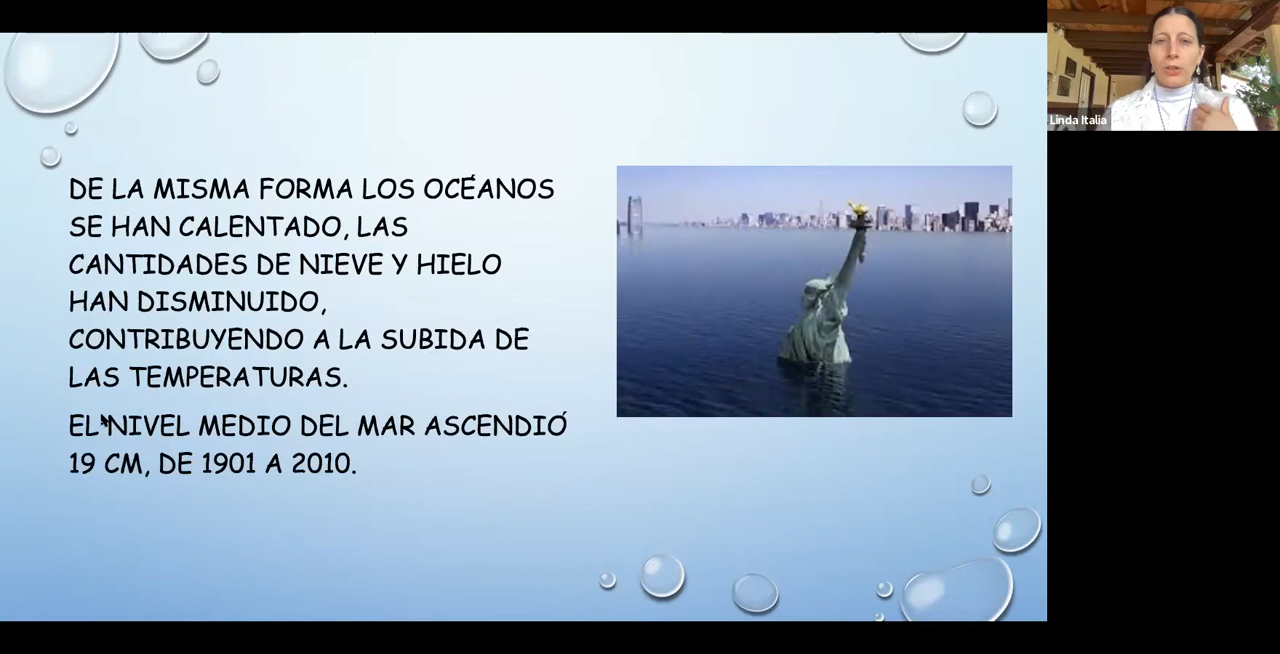 DE LA MISMA FORMA LOS OCÉANOS
SE HAN CALENTADO, LAS
CANTIDADES DE NIEVE Y HIELO
HAN DISMINUIDO,
CONTRIBUYENDO A LA SUBIDA DE
LAS TEMPERATURAS.
EL NIVEL MEDIO DEL MAR ASCENDIÓ
19 CM, DE 1901 A 2010.
Linda Italia